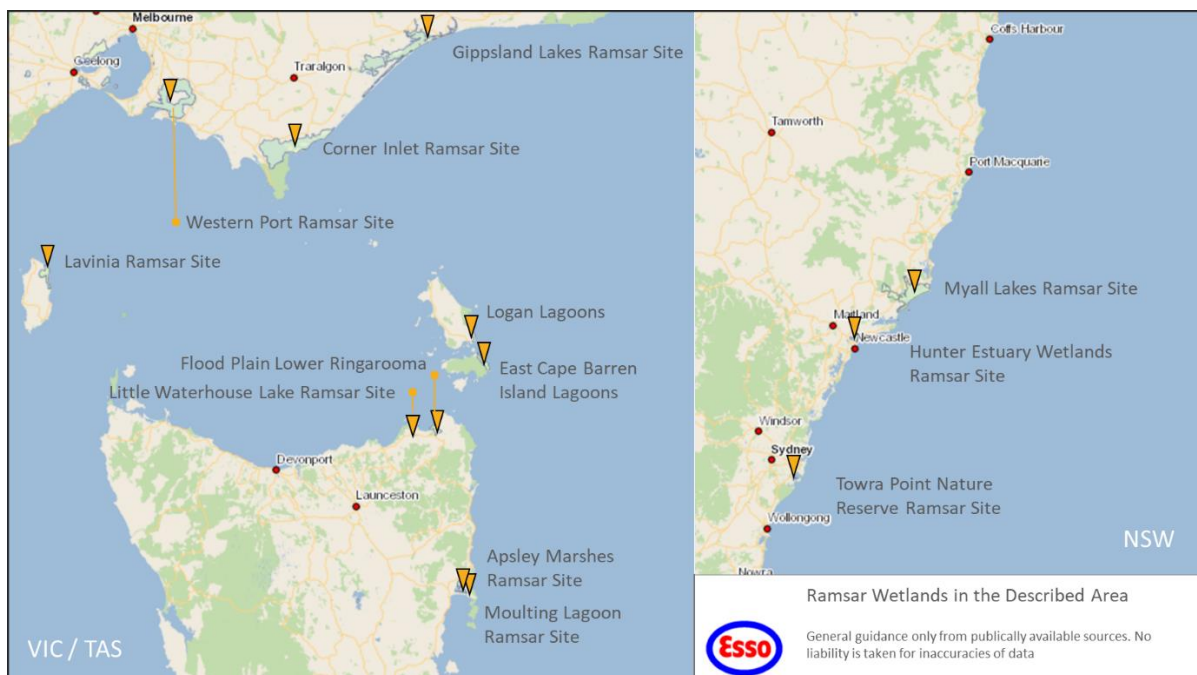 Melbourne
Geelong
Traralgon
Gippsland Lakes Ramsar Site
Corner Inlet Ramsar Site
Western Port Ramsar Site
Lavinia Ramsar Site
Logan Lagoons
Flood Plain Lower Ringarooma
East Cape Barren
Island Lagoons
Little Waterhouse Lake Ramsar Site
Devonport
Launceston
Apsley Marshes
Ramsar Site
Moulting Lagoon
Ramsar Site
VIC / TAS
Coffs Harbour
Tamworth
Port Macquarie
Myall Lakes Ramsar Site
Maitland
Newcastle
Hunter Estuary Wetlands
Ramsar Site
Windsor
Sydney
Towra Point Nature
Reserve Ramsar Site
Wollongong
Nowra
NSW
Ramsar Wetlands in the Described Area
Esso
General guidance only from publically available sources. No
liability is taken for inaccuracies of data